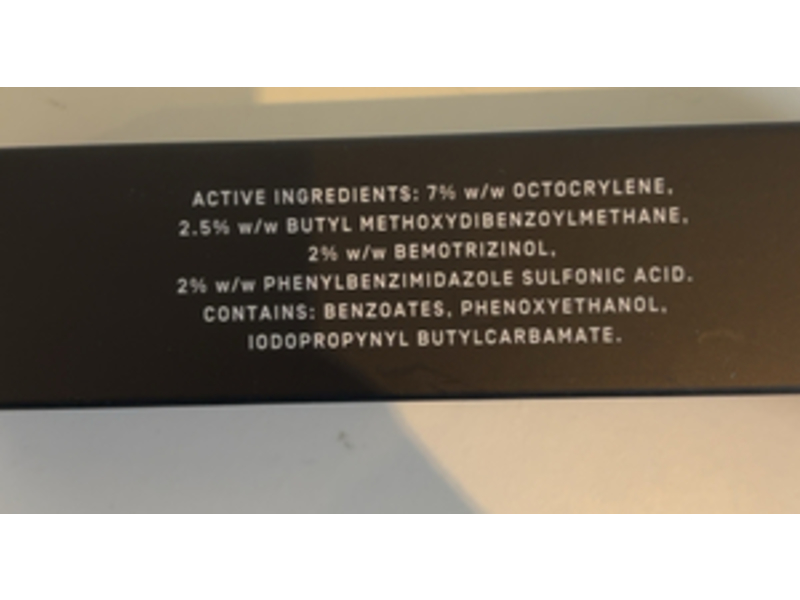 ACTIVE INGREDIENTS: 7% w/w OCTOCRYLENE,
2.5% w/w BUTYL METHOXYDIBENZOYLMETHANE,
2% w/w BEMOTRIZINOL,
2% w/w PHENYLBENZIMIDAZOLE SULFONIC ACID.
CONTAINS: BENZOATES, PHENOXYETHANOL,
IODOPROPYNYL BUTYLCARBAMATE.